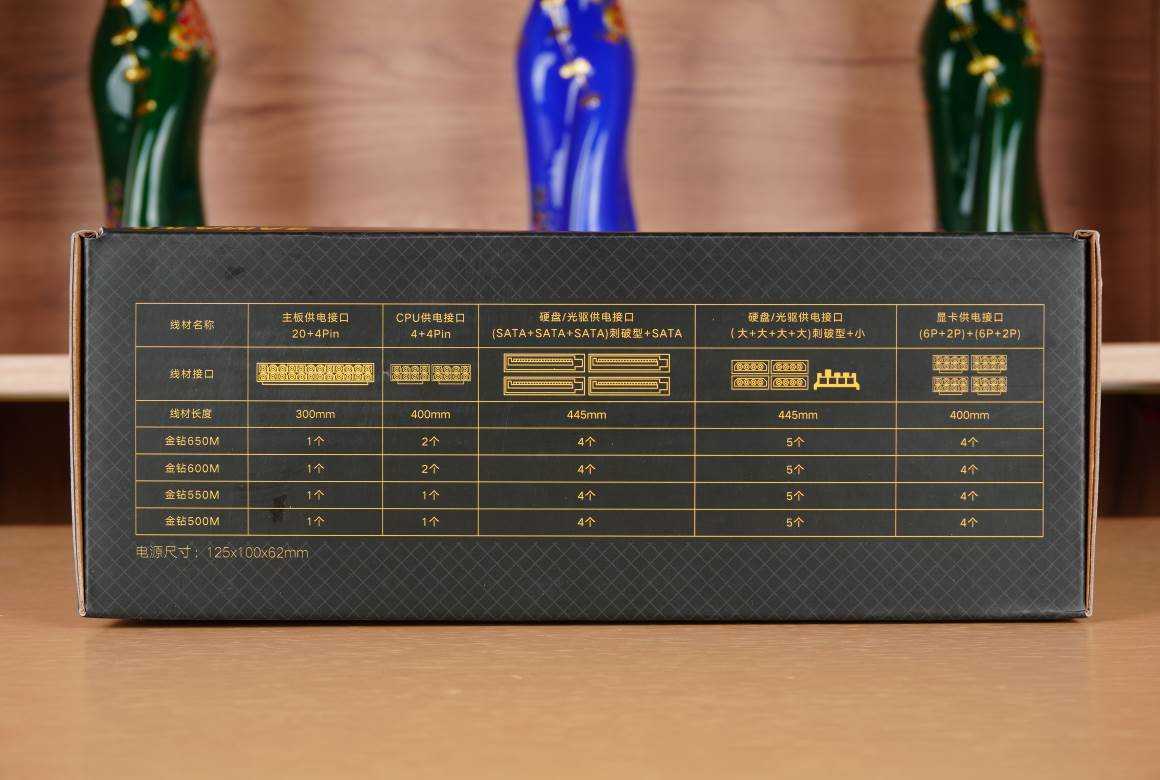 线材名称 主板供电接口 CPU供电接口 硬盘/光驱供电接口 硬盘/光驱供电接口 显卡供电接口
20+4Pin 4+4Pin (SATA+SATA+SATA)刺破型+SATA (大+大+大+大)刺破型+小 (6P+2P)+(6P+2P)
线材接口
线材长度 300mm 400mm 445mm 445mm 400mm
金钻650M 1个 2个 4个 5个 4个
金钻600M 1个 2个 4个 5个 4个
金钻550M 1个 1个 4个 5个 4个
金钻500M 1个 1个 4个 5个 4个
电源尺寸：125x100x62mm